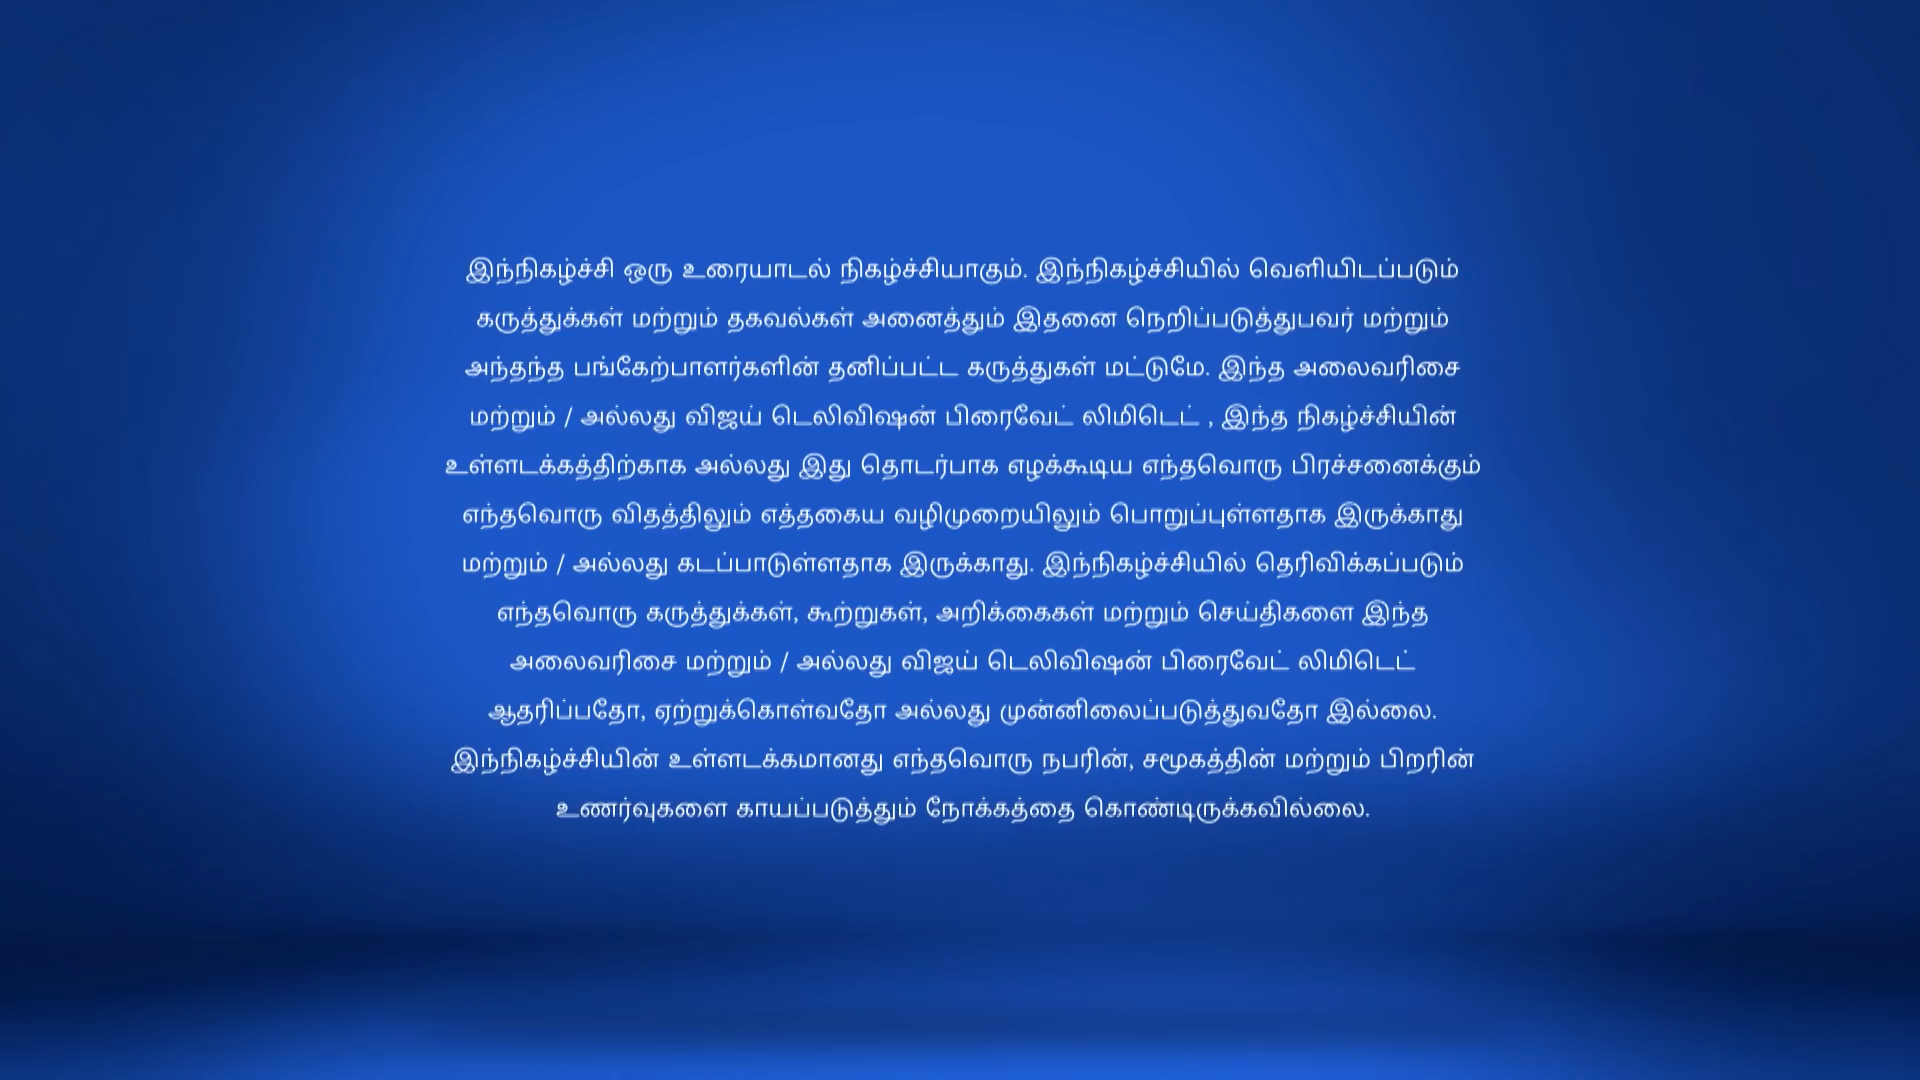 இந்நிகழ்ச்சி ஒரு உரையாடல் நிகழ்ச்சியாகும். இந்நிகழ்ச்சியில் வெளியிடப்படும்
கருத்துக்கள் மற்றும் தகவல்கள் அனைத்தும் இதனை நெறிப்படுத்துபவர் மற்றும்
அந்தந்த பங்கேற்பாளர்களின் தனிப்பட்ட கருத்துகள் மட்டுமே. இந்த அலைவரிசை
மற்றும் / அல்லது விஜய் டெலிவிஷன் பிரைவேட் லிமிடெட் , இந்த நிகழ்ச்சியின்
உள்ளடக்கத்திற்காக அல்லது இது தொடர்பாக எழக்கூடிய எந்தவொரு பிரச்சனைக்கும்
எந்தவொரு விதத்திலும் எத்தகைய வழிமுறையிலும் பொறுப்புள்ளதாக இருக்காது
மற்றும் / அல்லது கடப்பாடுள்ளதாக இருக்காது. இந்நிகழ்ச்சியில் தெரிவிக்கப்படும்
எந்தவொரு கருத்துக்கள், கூற்றுகள், அறிக்கைகள் மற்றும் செய்திகளை இந்த
அலைவரிசை மற்றும் / அல்லது விஜய் டெலிவிஷன் பிரைவேட் லிமிடெட்
ஆதரிப்பதோ, ஏற்றுக்கொள்வதோ அல்லது முன்னிலைப்படுத்துவதோ இல்லை.
இந்நிகழ்ச்சியின் உள்ளடக்கமானது எந்தவொரு நபரின், சமூகத்தின் மற்றும் பிறரின்
உணர்வுகளை காயப்படுத்தும் நோக்கத்தை கொண்டிருக்கவில்லை.